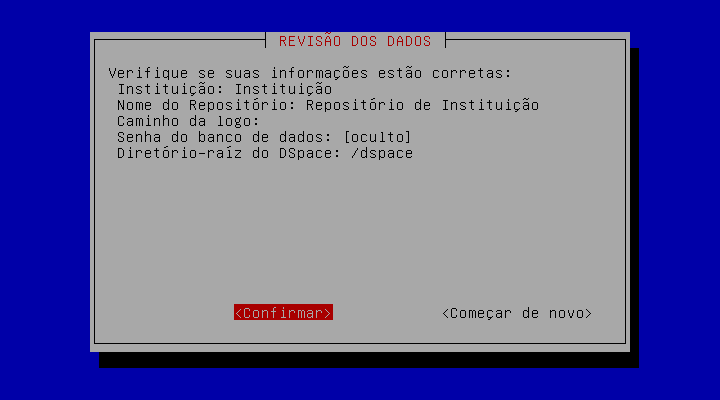 REVISÃO DOS DADOS
Verifique se suas informações estão corretas:
Instituição: Instituição
Nome do Repositório: Repositório de Instituição
Caminho da logo:
Senha do banco de dados: [oculto]
Diretório-raíz do DSpace: /dspace
<Confirmar> <Começar de novo>